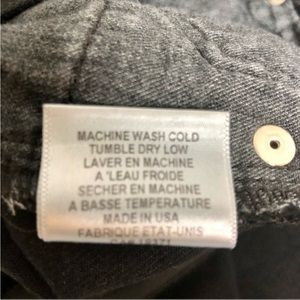 MACHINE WASH COLD
TUMBLE DRY LOW
LAVER EN MACHINE
A 'LEAU FROIDE
SECHER EN MACHINE
A BASSE TEMPERATURE
MADE IN USA
FABRIQUE ETAT-UNIS